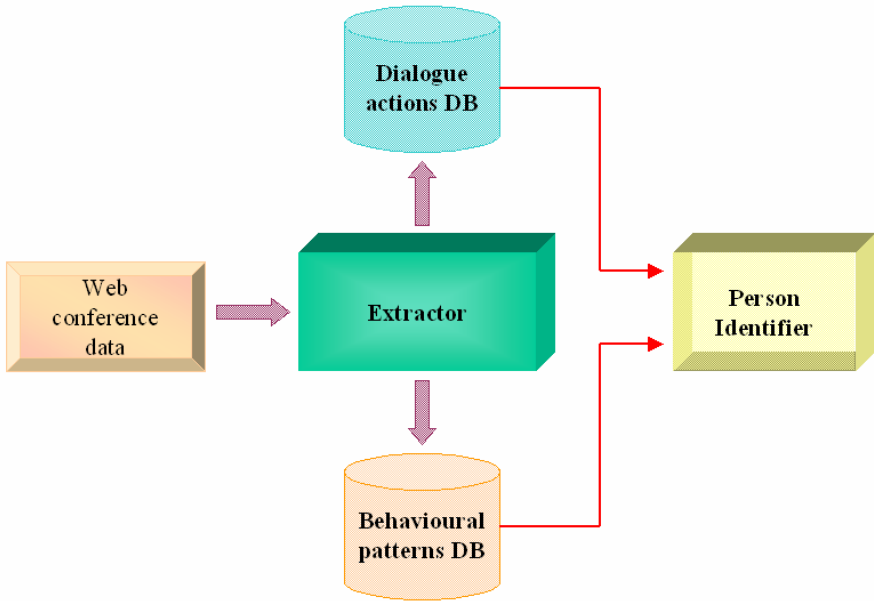 Dialogue
actions DB
Web
conference
data
Extractor
Person
Identifier
Behavioural
patterns DB